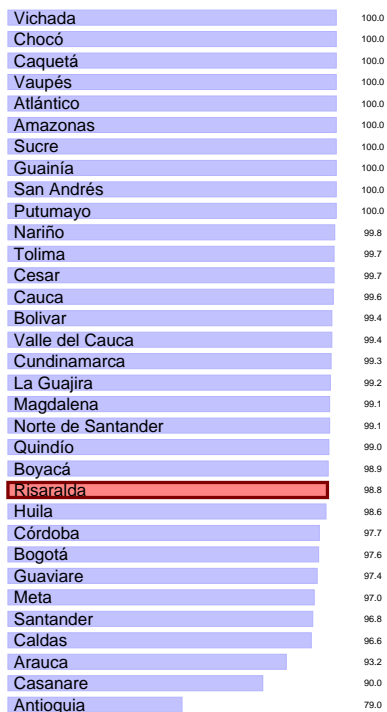 Vichada 100.0
Chocó 100.0
Caquetá 100.0
Vaupés 100.0
Atlántico 100.0
Amazonas 100.0
Sucre 100.0
Guainía 100.0
San Andrés 100.0
Putumayo 100.0
Nariño 99.8
Tolima 99.7
Cesar 99.7
Cauca 99.6
Bolivar 99.4
Valle del Cauca 99.4
Cundinamarca 99.3
La Guajira 99.2
Magdalena 99.1
Norte de Santander 99.1
Quindío 99.0
Boyacá 98.9
Risaralda 98.8
Huila 98.6
Córdoba 97.7
Bogotá 97.6
Guaviare 97.4
Meta 97.0
Santander 96.8
Caldas 96.6
Arauca 93.2
Casanare 90.0
Antioquia 79.0